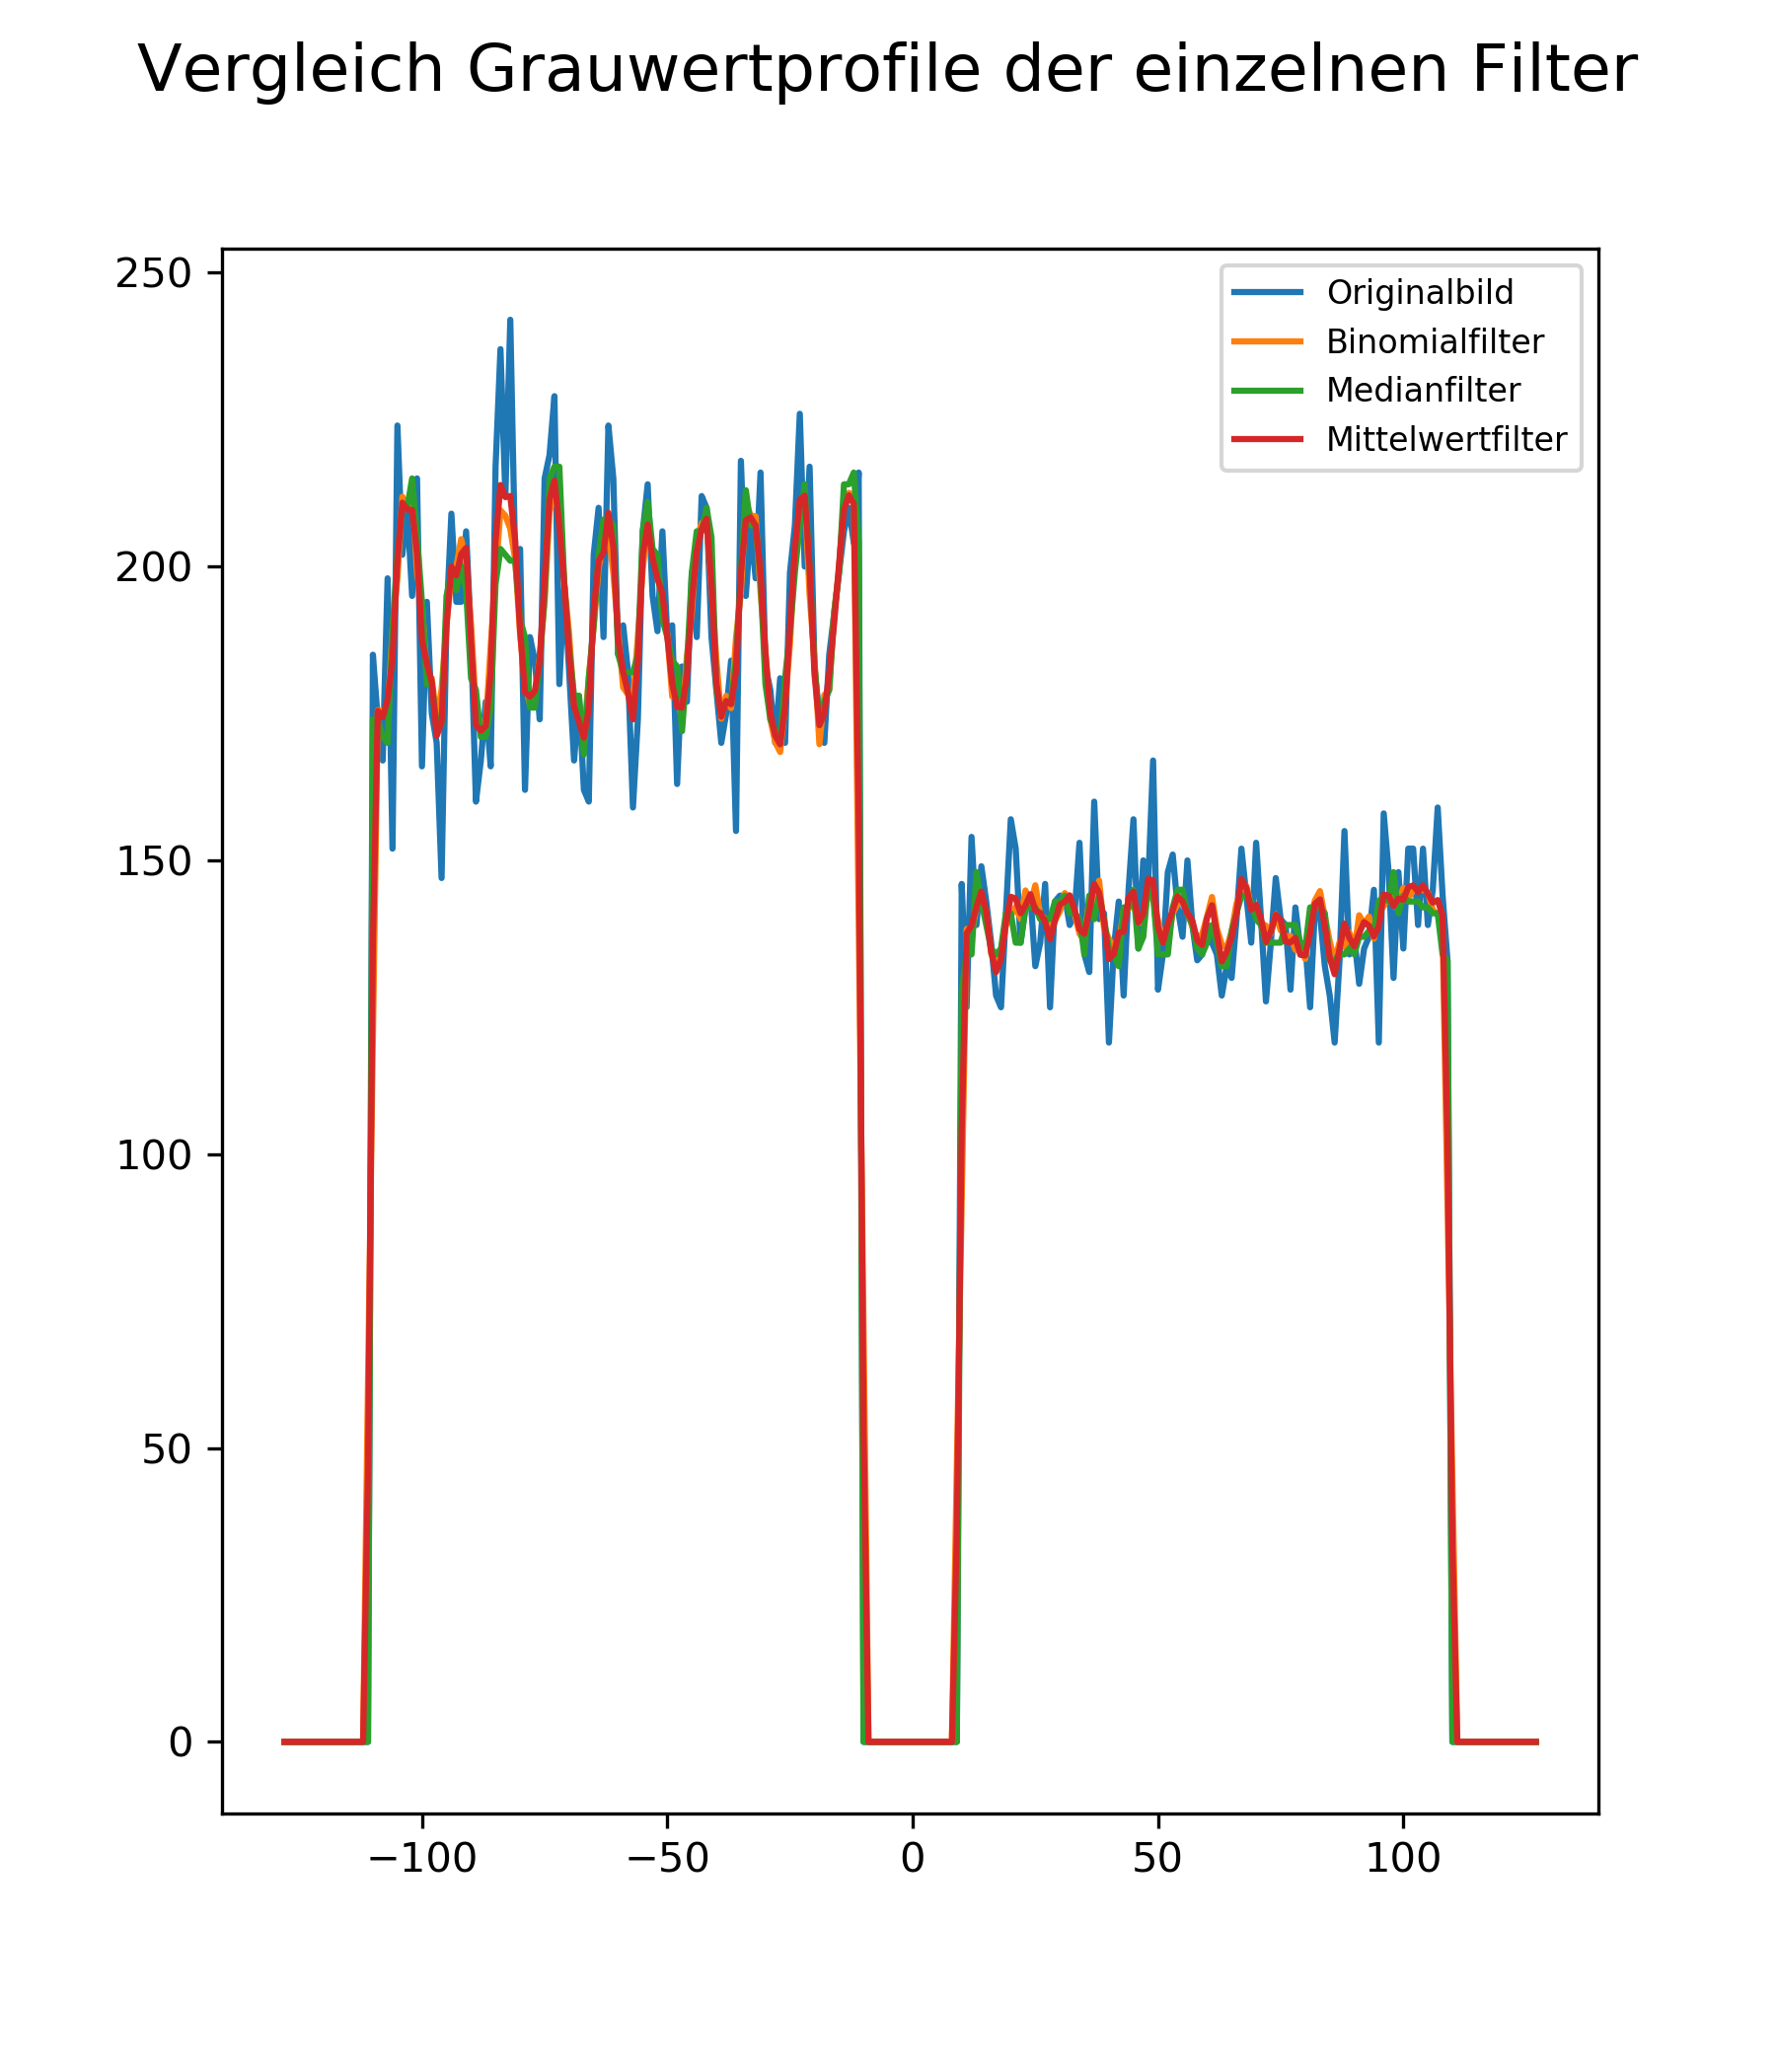 Vergleich Grauwertprofile der einzelnen Filter
250
200
150
100
50
0
Originalbild
Binomialfilter
Medianfilter
Mittelwertfilter
−100
−50
0
50
100